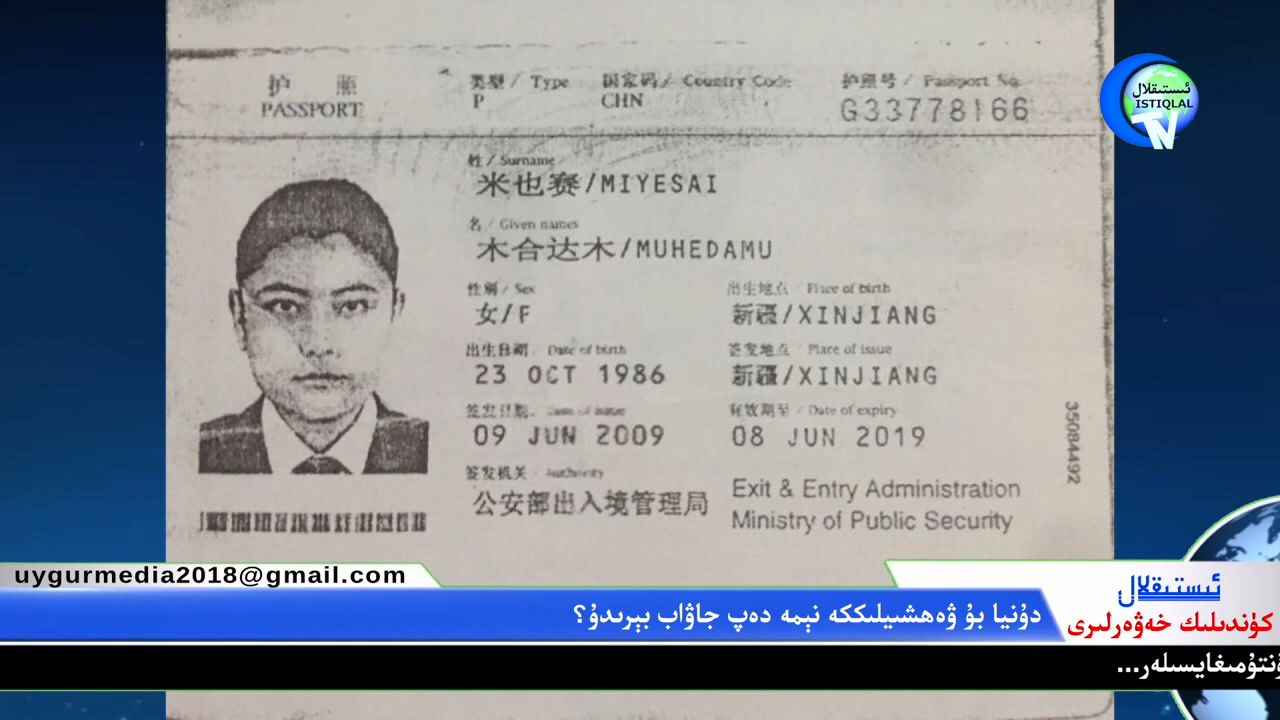 护 照
PASSPORT
类型 / Type
P
国家码 / Country Code
CHN
护照号 / Passport No.
G33778166
姓 / Surname
米也赛/MIYESAI
名 / Given names
木合达木/MUHEDAMU
性别 / Sex
女/F
出生地点 / Place of birth
新疆/XINJIANG
出生日期 Date of birth
23 OCT 1986
签发地点 / Place of issue
新疆/XINJIANG
签发日期 Date of issue
09 JUN 2009
有效期至 / Date of expiry
08 JUN 2019
签发机关 Authority
公安部出入境管理局
Exit & Entry Administration
Ministry of Public Security
35084492
ئىستىقلال
ISTIQLAL
TV
uygurmedia2018@gmail.com
دۇنيا بۇ ۋەھشىيلىككە نېمە دەپ جاۋاب بېرىدۇ؟
ئىستىقلال
كۈندىلىك خەۋەرلىرى
ۇنتۇمىغايسىلەر...